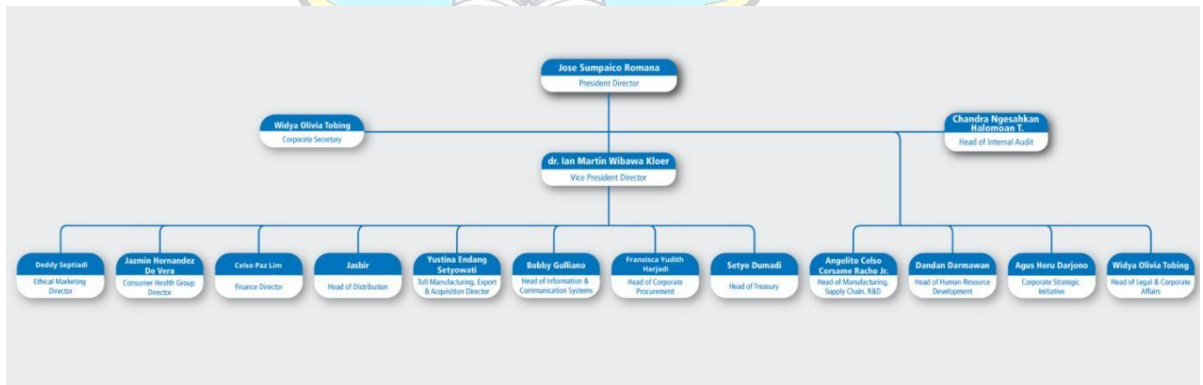 Jose Sumpaico Romana
President Director
Widya Olivia Tobing
Corporate Secretary
Chandra Ngesahkan
Halomoan T.
Head of Internal Audit
dr. Ian Martin Wibawa Kloer
Vice President Director
Deddy Septiadi
Ethical Marketing
Director
Jazmin Hernandez
De Vera
Consumer Health Group
Director
Celso Paz Lim
Finance Director
Jasbir
Head of Distribution
Yustina Endang
Setyowati
Toll Manufacturing, Export
& Acquisition Director
Bobby Gulliano
Head of Information &
Communication Systems
Fransisca Yudith
Harjadi
Head of Corporate
Procurement
Setyo Dumadi
Head of Treasury
Angelito Celso
Corsame Racho Jr.
Head of Manufacturing,
Supply Chain, R&D
Dandan Darmawan
Head of Human Resource
Development
Agus Heru Darjono
Corporate Strategic
Initiative
Widya Olivia Tobing
Head of Legal & Corporate
Affairs